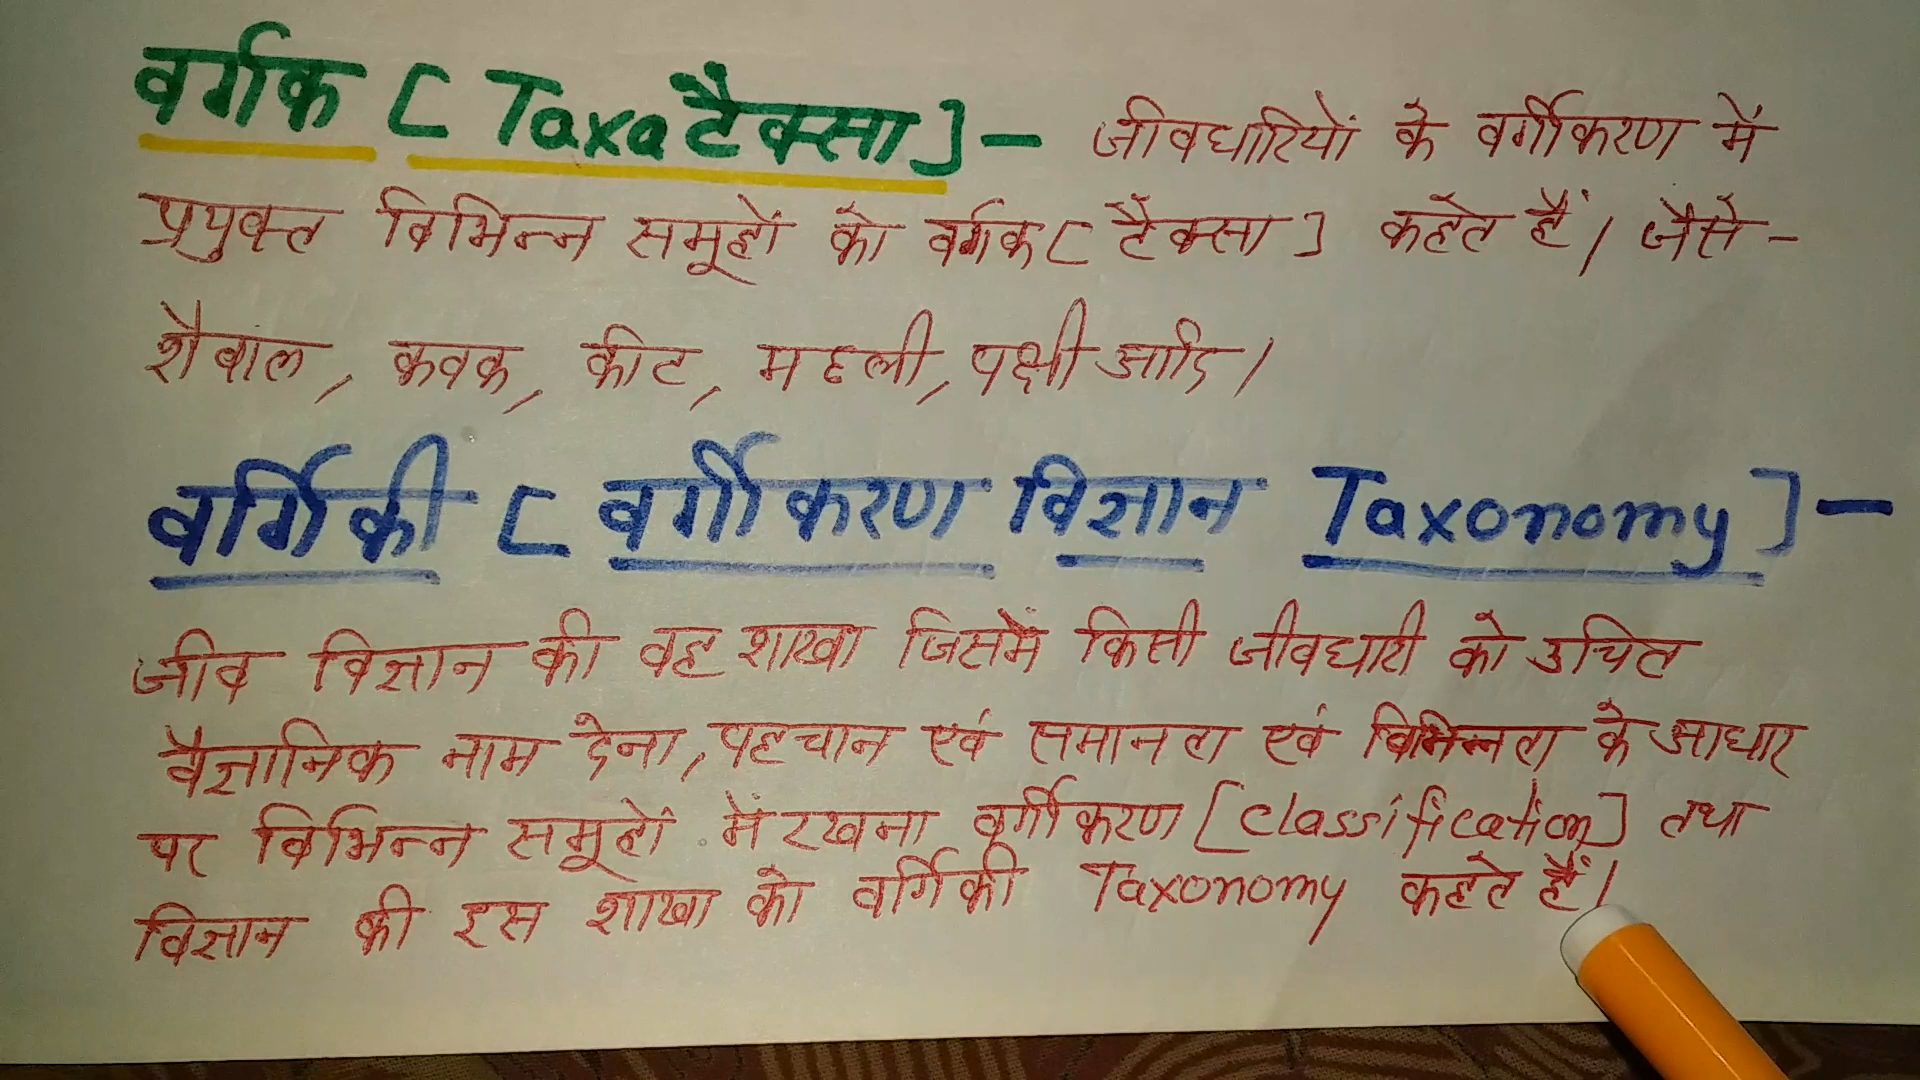 वर्गक [Taxa टैक्सा] - जीवधारियों के वर्गीकरण में
प्रयुक्त विभिन्न समूहों को वर्गक [टैक्सा] कहते हैं। जैसे -
शैवाल, कवक, कीट, मछली, पक्षी आदि।
वर्गिकी [वर्गीकरण विज्ञान Taxonomy] -
जीव विज्ञान की वह शाखा जिसमें किसी जीवधारी को उचित
वैज्ञानिक नाम देना, पहचान एवं समानता एवं विभिन्नता के आधार
पर विभिन्न समूहों में रखना वर्गीकरण [classification] तथा
विज्ञान की इस शाखा को वर्गिकी Taxonomy कहते हैं।